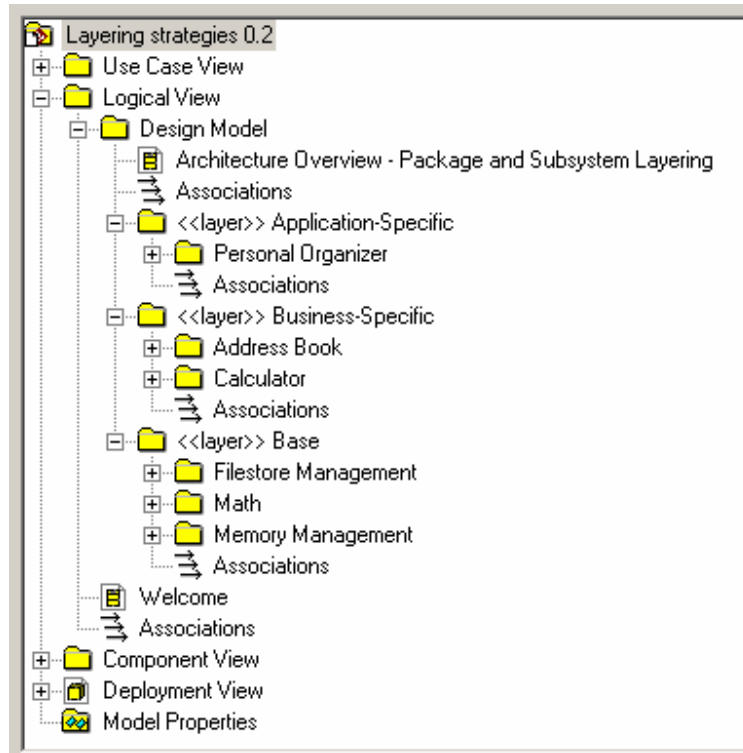 Layering strategies 0.2
Use Case View
Logical View
Design Model
Architecture Overview - Package and Subsystem Layering
Associations
<<layer>> Application-Specific
Personal Organizer
Associations
<<layer>> Business-Specific
Address Book
Calculator
Associations
<<layer>> Base
Filestore Management
Math
Memory Management
Associations
Welcome
Associations
Component View
Deployment View
Model Properties